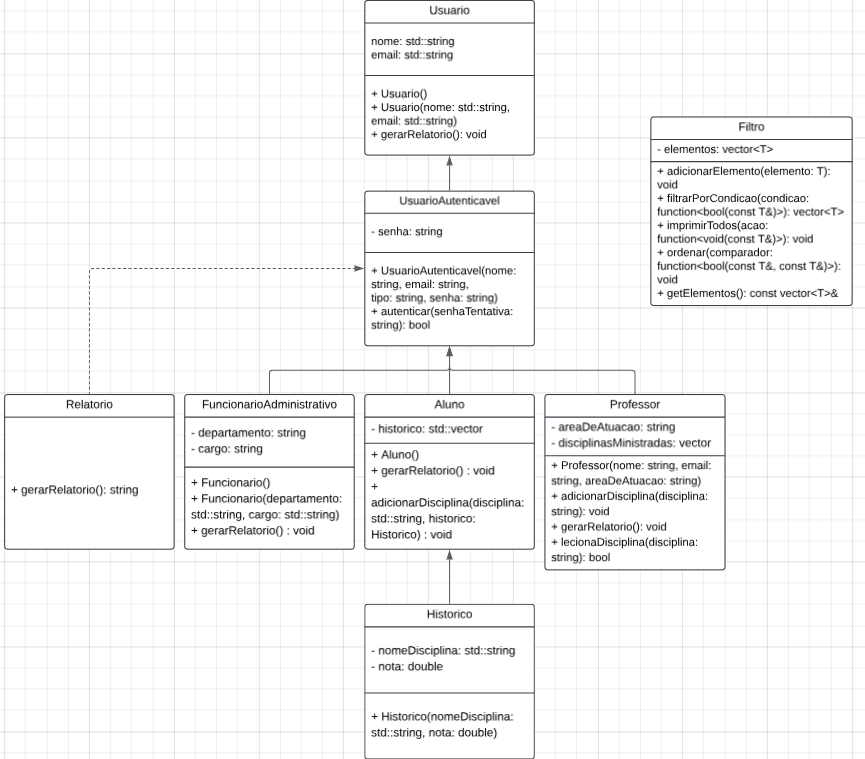 Usuario
nome: std::string
email: std::string
+ Usuario()
+ Usuario(nome: std::string,
email: std::string)
+ gerarRelatorio(): void
Filtro
- elementos: vector<T>
+ adicionarElemento(elemento: T):
void
+ filtrarPorCondicao(condicao:
function<bool(const T&)>): vector<T>
+ imprimirTodos(acao:
function<void(const T&)>): void
+ ordenar(comparador:
function<bool(const T&, const T&)>):
void
+ getElementos(): const vector<T>&
UsuarioAutenticavel
- senha: string
+ UsuarioAutenticavel(nome:
string, email: string,
tipo: string, senha: string)
+ autenticar(senhaTentativa:
string): bool
Relatorio
+ gerarRelatorio(): string
FuncionarioAdministrativo
- departamento: string
- cargo: string
+ Funcionario()
+ Funcionario(departamento:
std::string, cargo: std::string)
+ gerarRelatorio() : void
Aluno
- historico: std::vector
+ Aluno()
+ gerarRelatorio() : void
+
adicionarDisciplina(disciplina:
std::string, historico:
Historico) : void
Professor
- areaDeAtuacao: string
- disciplinasMinistradas: vector
+ Professor(nome: string, email:
string, areaDeAtuacao: string)
+ adicionarDisciplina(disciplina:
string): void
+ gerarRelatorio(): void
+ lecionaDisciplina(disciplina:
string): bool
Historico
- nomeDisciplina: std::string
- nota: double
+ Historico(nomeDisciplina:
std::string, nota: double)